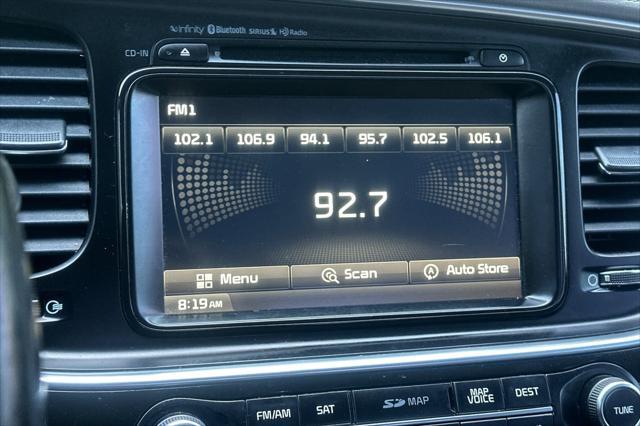 infinity Bluetooth SIRIUS HD Radio
CD-IN
FM1
102.1 106.9 94.1 95.7 102.5 106.1
92.7
Menu Scan Auto Store
8:19 AM
FM/AM SAT SD MAP MAP VOICE DEST
TUNE